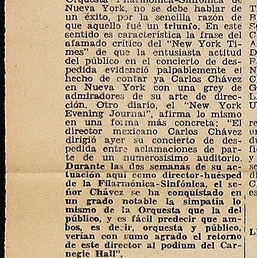 Orquesta Filarmónica-Sinfónica de
Nueva York, no se debe hablar de
un éxito, por la sencilla razón de
que aquello fué un triunfo. En este
sentido es característica la frase del
afamado crítico del "New York Ti-
mes" de que la entusiasta actitud
del público en el concierto de des-
pedida evidenció palpablemente el
hecho de contar ya Carlos Chávez
en Nueva York con una grey de
admiradores de su arte de direc-
ción. Otro diario, el "New York
Evening Journal", afirma lo mismo
en una forma más concreta; "El
director mexicano Carlos Chávez
dirigió ayer su concierto de des-
pedida entre aclamaciones de par-
te de un numerosísimo auditorio.
Durante las dos semanas de su ac-
tuación aquí como director-huésped
de la Filarmónica-Sinfónica, el se-
ñor Chávez se ha conquistado en
un grado notable la simpatía lo
mismo de la Orquesta que la del
público, y es fácil predecir que am-
bos, es decir, orquesta y público,
verían con sumo agrado el retorno
de este director al podium del Car-
negie Hall".